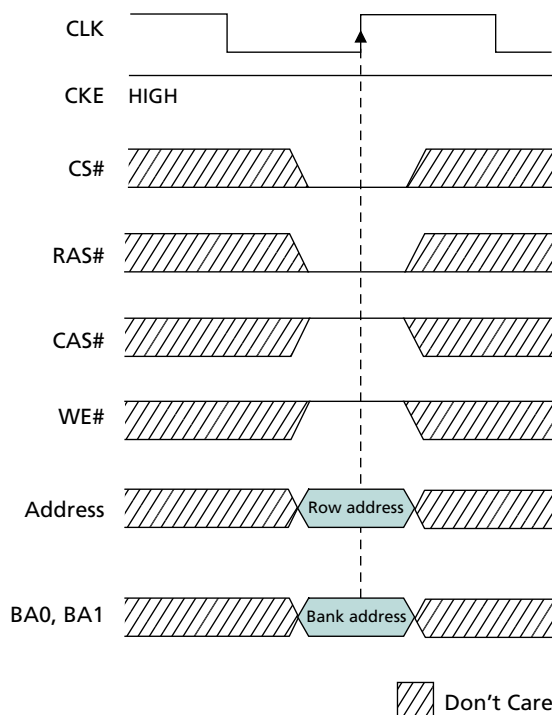 CLK
CKE HIGH
CS#
RAS#
CAS#
WE#
Address Row address
BA0, BA1 Bank address
Don't Care